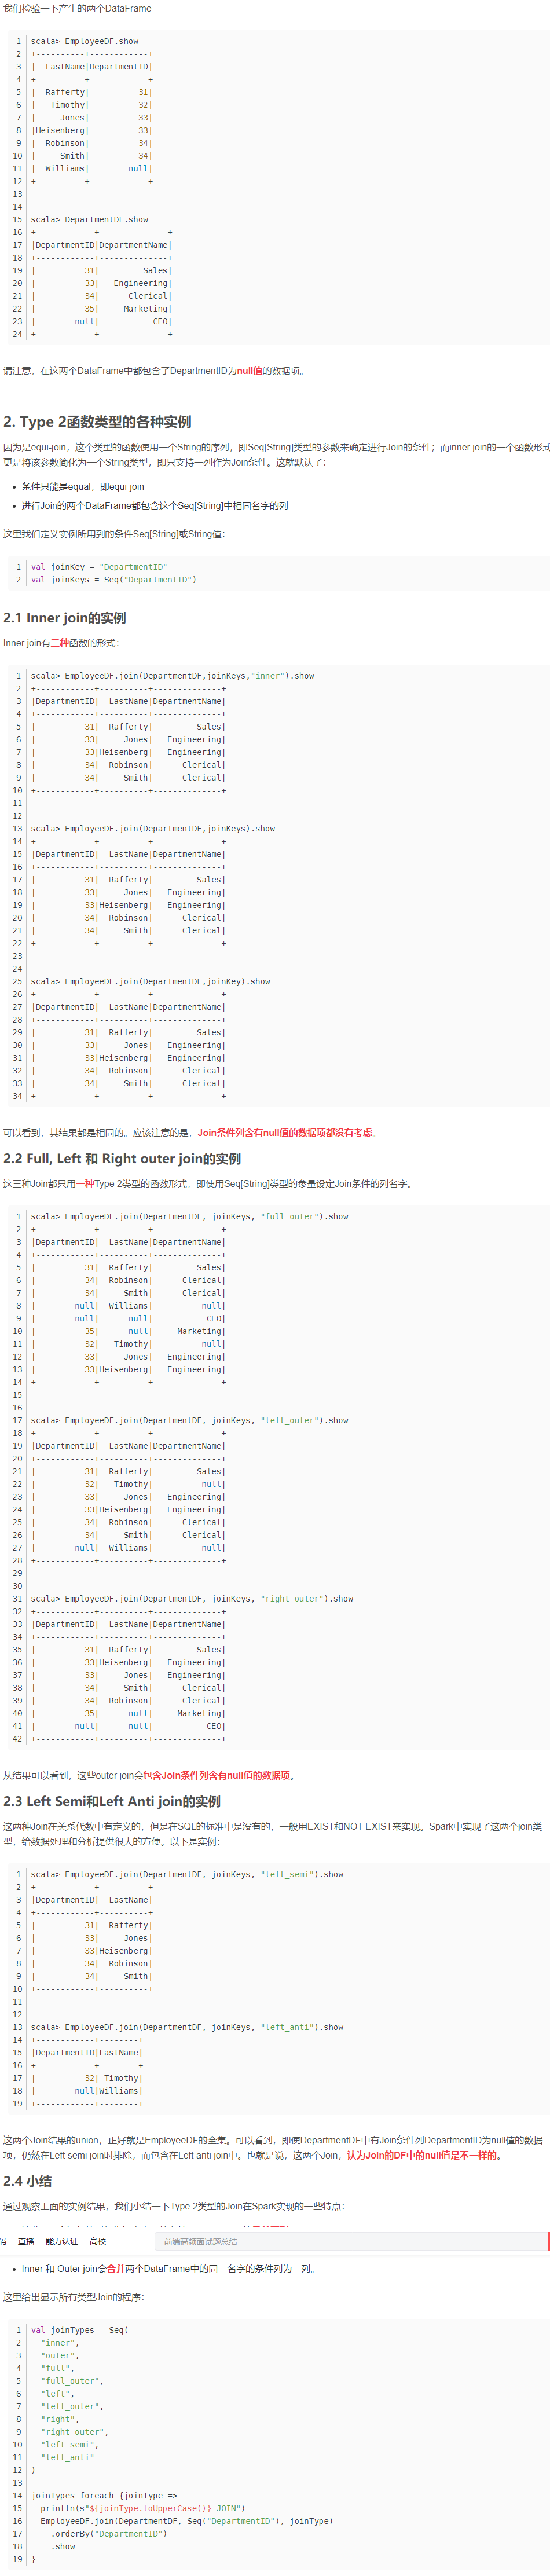 我们检验一下产生的两个DataFrame
1 scala> EmployeeDF.show
2 +----------+------------+
3 |  LastName|DepartmentID|
4 +----------+------------+
5 |  Rafferty|          31|
6 |   Timothy|          32|
7 |     Jones|          33|
8 |Heisenberg|          33|
9 |  Robinson|          34|
10 |     Smith|          34|
11 |  Williams|        null|
12 +----------+------------+
13
14
15 scala> DepartmentDF.show
16 +------------+--------------+
17 |DepartmentID|DepartmentName|
18 +------------+--------------+
19 |          31|         Sales|
20 |          33|   Engineering|
21 |          34|      Clerical|
22 |          35|     Marketing|
23 |        null|           CEO|
24 +------------+--------------+
请注意，在这两个DataFrame中都包含了DepartmentID为null值的数据项。
2. Type 2函数类型的各种实例
因为是equi-join，这个类型的函数使用一个String的序列，即Seq[String]类型的参数来确定进行Join的条件；而inner join的一个函数形式
更是将该参数简化为一个String类型，即只支持一列作为Join条件。这就默认了：
• 条件只能是equal，即equi-join
• 进行Join的两个DataFrame都包含这个Seq[String]中相同名字的列
这里我们定义实例所用到的条件Seq[String]或String值：
1 val joinKey = "DepartmentID"
2 val joinKeys = Seq("DepartmentID")
2.1 Inner join的实例
Inner join有三种函数的形式：
1 scala> EmployeeDF.join(DepartmentDF,joinKeys,"inner").show
2 +------------+----------+--------------+
3 |DepartmentID|  LastName|DepartmentName|
4 +------------+----------+--------------+
5 |          31|  Rafferty|         Sales|
6 |          33|     Jones|   Engineering|
7 |          33|Heisenberg|   Engineering|
8 |          34|  Robinson|      Clerical|
9 |          34|     Smith|      Clerical|
10 +------------+----------+--------------+
11
12
13 scala> EmployeeDF.join(DepartmentDF,joinKeys).show
14 +------------+----------+--------------+
15 |DepartmentID|  LastName|DepartmentName|
16 +------------+----------+--------------+
17 |          31|  Rafferty|         Sales|
18 |          33|     Jones|   Engineering|
19 |          33|Heisenberg|   Engineering|
20 |          34|  Robinson|      Clerical|
21 |          34|     Smith|      Clerical|
22 +------------+----------+--------------+
23
24
25 scala> EmployeeDF.join(DepartmentDF,joinKey).show
26 +------------+----------+--------------+
27 |DepartmentID|  LastName|DepartmentName|
28 +------------+----------+--------------+
29 |          31|  Rafferty|         Sales|
30 |          33|     Jones|   Engineering|
31 |          33|Heisenberg|   Engineering|
32 |          34|  Robinson|      Clerical|
33 |          34|     Smith|      Clerical|
34 +------------+----------+--------------+
可以看到，其结果都是相同的。应该注意的是，Join条件列含有null值的数据项都没有考虑。
2.2 Full, Left 和 Right outer join的实例
这三种Join都只用一种Type 2类型的函数形式，即使用Seq[String]类型的参量设定Join条件的列名字。
1 scala> EmployeeDF.join(DepartmentDF, joinKeys, "full_outer").show
2 +------------+----------+--------------+
3 |DepartmentID|  LastName|DepartmentName|
4 +------------+----------+--------------+
5 |          31|  Rafferty|         Sales|
6 |          34|  Robinson|      Clerical|
7 |          34|     Smith|      Clerical|
8 |        null|  Williams|          null|
9 |        null|      null|           CEO|
10 |          35|      null|     Marketing|
11 |          32|   Timothy|          null|
12 |          33|     Jones|   Engineering|
13 |          33|Heisenberg|   Engineering|
14 +------------+----------+--------------+
15
16
17 scala> EmployeeDF.join(DepartmentDF, joinKeys, "left_outer").show
18 +------------+----------+--------------+
19 |DepartmentID|  LastName|DepartmentName|
20 +------------+----------+--------------+
21 |          31|  Rafferty|         Sales|
22 |          32|   Timothy|          null|
23 |          33|     Jones|   Engineering|
24 |          33|Heisenberg|   Engineering|
25 |          34|  Robinson|      Clerical|
26 |          34|     Smith|      Clerical|
27 |        null|  Williams|          null|
28 +------------+----------+--------------+
29
30
31 scala> EmployeeDF.join(DepartmentDF, joinKeys, "right_outer").show
32 +------------+----------+--------------+
33 |DepartmentID|  LastName|DepartmentName|
34 +------------+----------+--------------+
35 |          31|  Rafferty|         Sales|
36 |          33|Heisenberg|   Engineering|
37 |          33|     Jones|   Engineering|
38 |          34|     Smith|      Clerical|
39 |          34|  Robinson|      Clerical|
40 |          35|      null|     Marketing|
41 |        null|      null|           CEO|
42 +------------+----------+--------------+
从结果可以看到，这些outer join会包含Join条件列含有null值的数据项。
2.3 Left Semi和Left Anti join的实例
这两种Join在关系代数中有定义的，但是在SQL的标准中是没有的，一般用EXIST和NOT EXIST来实现。Spark中实现了这两个join类
型，给数据处理和分析提供很大的方便。以下是实例：
1 scala> EmployeeDF.join(DepartmentDF, joinKeys, "left_semi").show
2 +------------+----------+
3 |DepartmentID|  LastName|
4 +------------+----------+
5 |          31|  Rafferty|
6 |          33|     Jones|
7 |          33|Heisenberg|
8 |          34|  Robinson|
9 |          34|     Smith|
10 +------------+----------+
11
12
13 scala> EmployeeDF.join(DepartmentDF, joinKeys, "left_anti").show
14 +------------+--------+
15 |DepartmentID|LastName|
16 +------------+--------+
17 |          32| Timothy|
18 |        null|Williams|
19 +------------+--------+
这两个Join结果的union，正好就是EmployeeDF的全集。可以看到，即使DepartmentDF中有Join条件列DepartmentID为null值的数据
项，仍然在Left semi join时排除，而包含在Left anti join中。也就是说，这两个Join，认为Join的DF中的null值是不一样的。
2.4 小结
通过观察上面的实例结果，我们小结一下Type 2类型的Join在Spark实现的一些特点：
码 直播 能力认证 高校 前端高频面试题总结
• Inner 和 Outer join会合并两个DataFrame中的同一名字的条件列为一列。
这里给出显示所有类型Join的程序：
1 val joinTypes = Seq(
2   "inner",
3   "outer",
4   "full",
5   "full_outer",
6   "left",
7   "left_outer",
8   "right",
9   "right_outer",
10   "left_semi",
11   "left_anti"
12 )
13
14 joinTypes foreach {joinType =>
15   println(s"${joinType.toUpperCase()} JOIN")
16   EmployeeDF.join(DepartmentDF, Seq("DepartmentID"), joinType)
17     .orderBy("DepartmentID")
18     .show
19 }